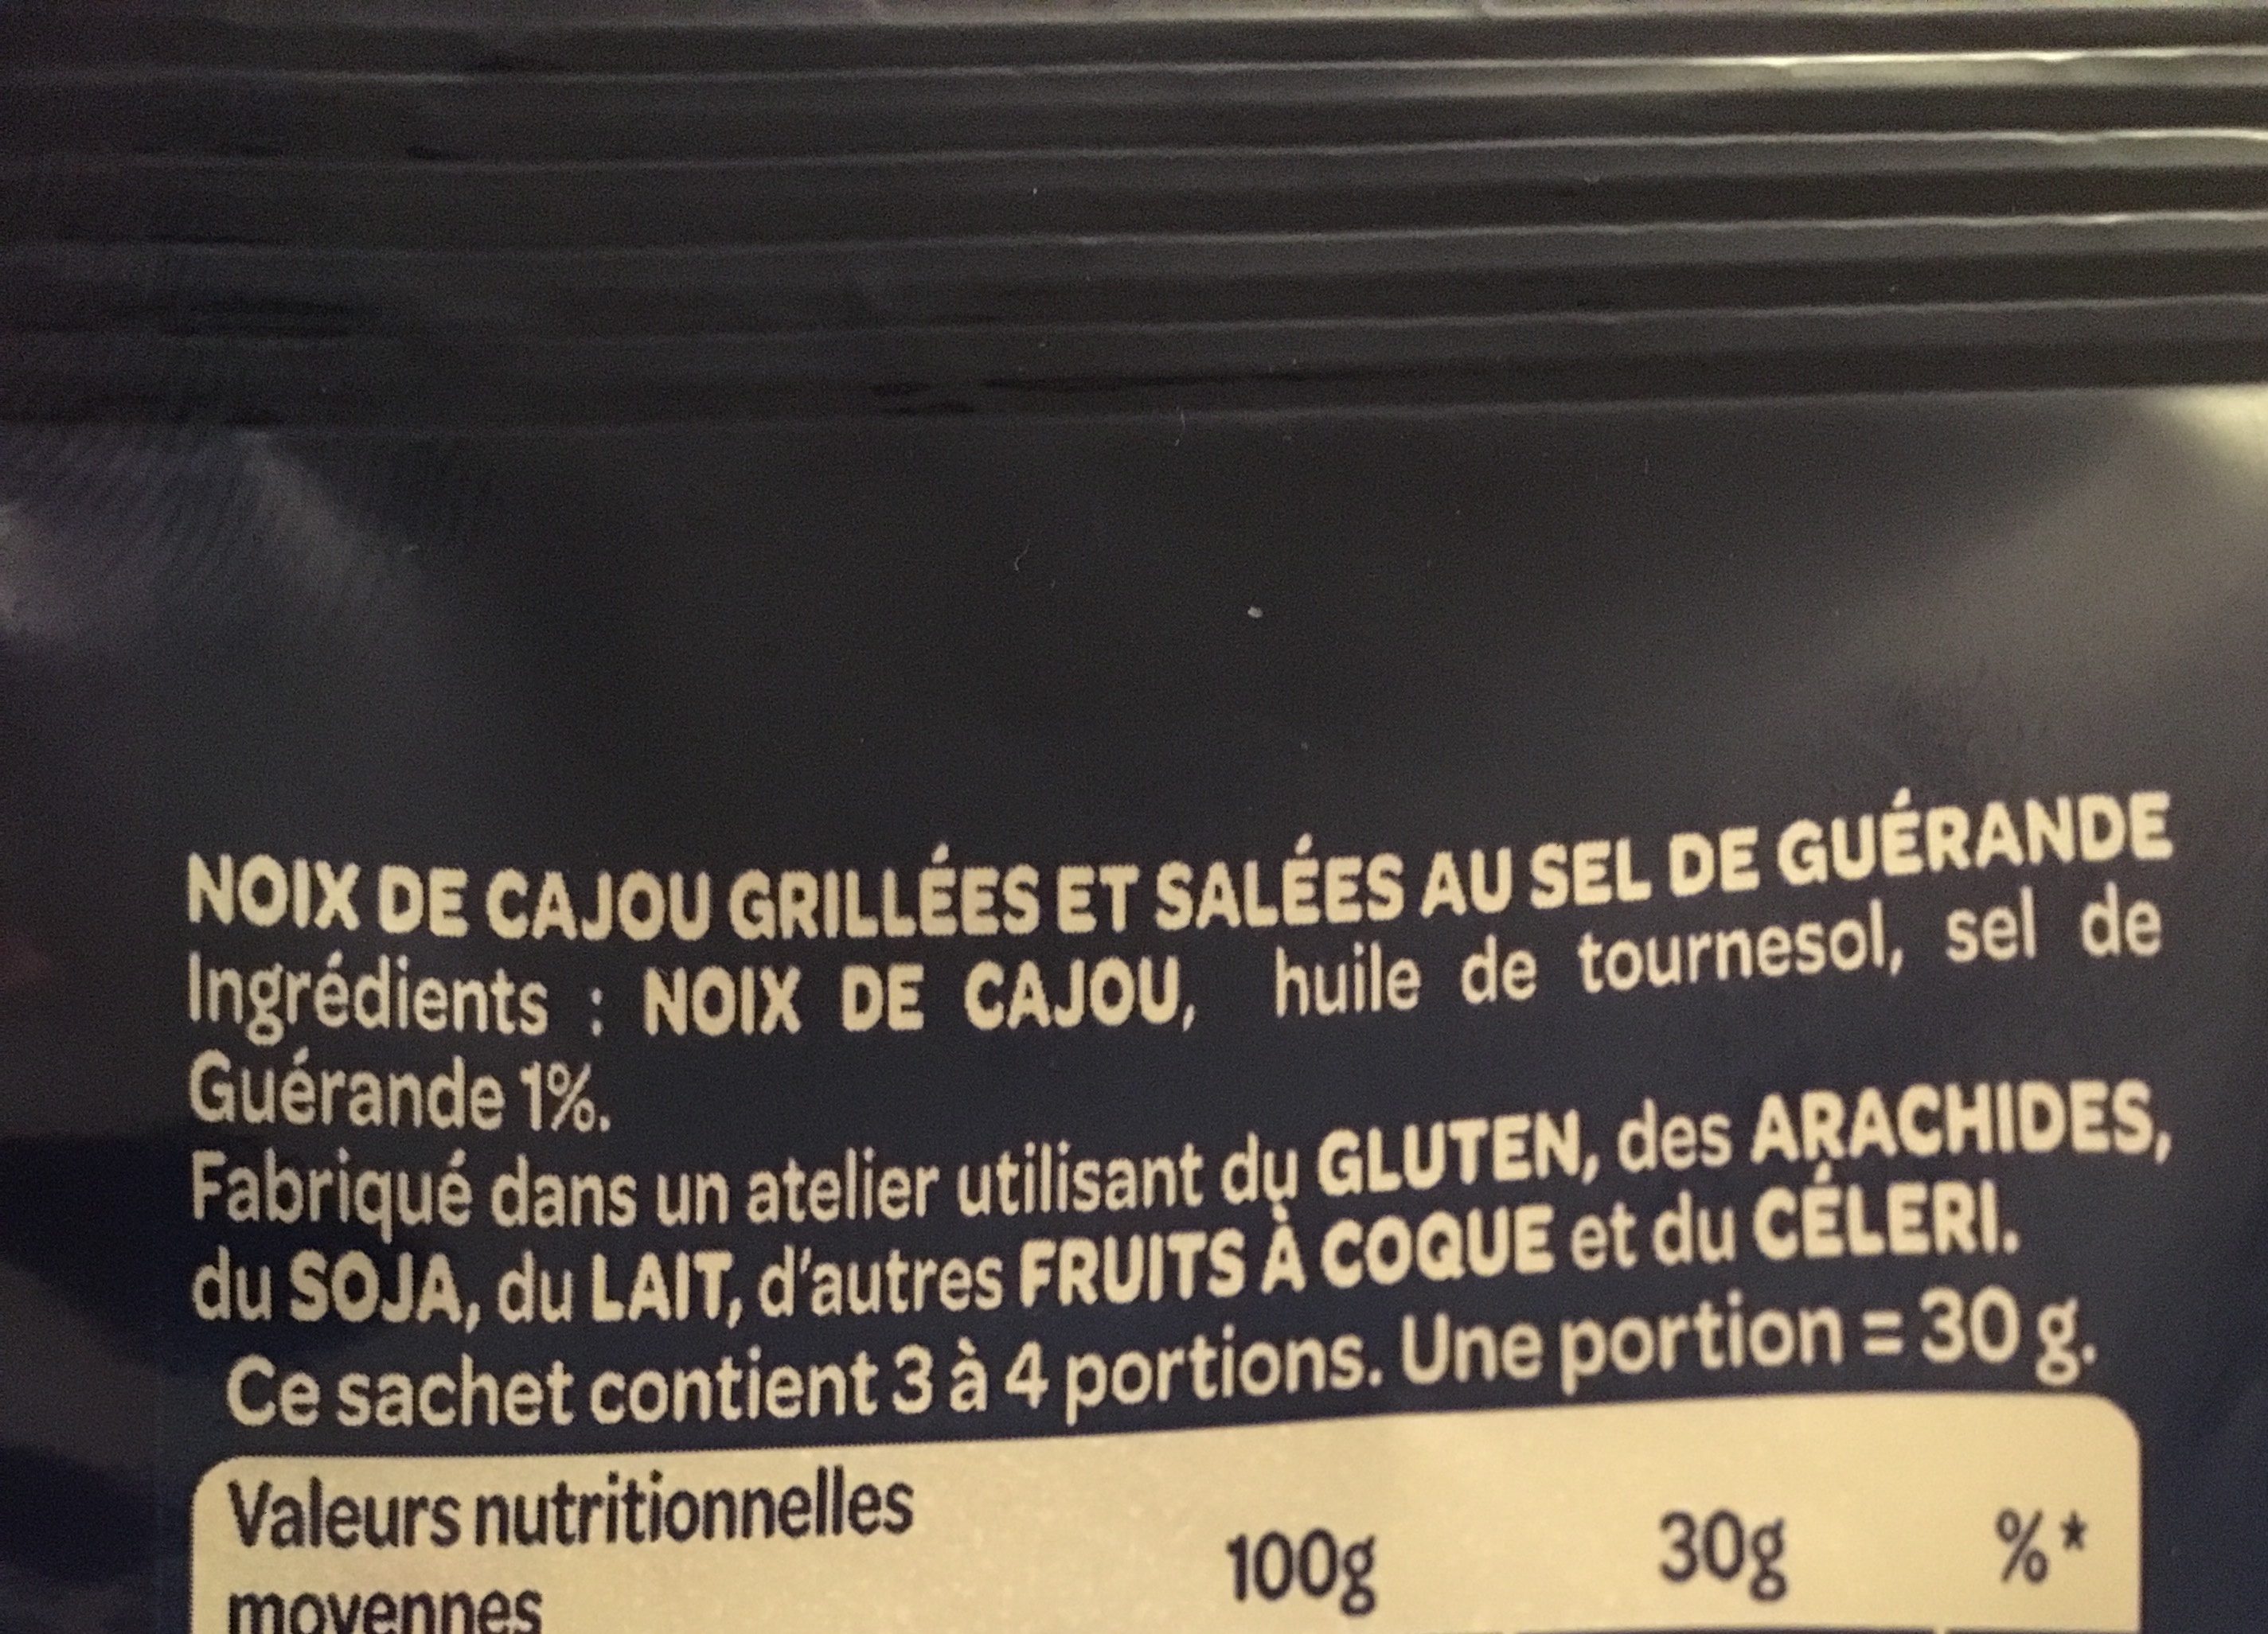 NOIX DE CAJOU GRILLÉES ET SALÉES AU SEL DE GUÉRANDE
Ingrédients : NOIX DE CAJOU, huile de tournesol, sel de
Guérande 1%.
Fabriqué dans un atelier utilisant du GLUTEN, des ARACHIDES,
du SOJA, du LAIT, d'autres FRUITS À COQUE et du CÉLERI.
Ce sachet contient 3 à 4 portions. Une portion = 30 g.
Valeurs nutritionnelles
moyennes 100g 30g %*